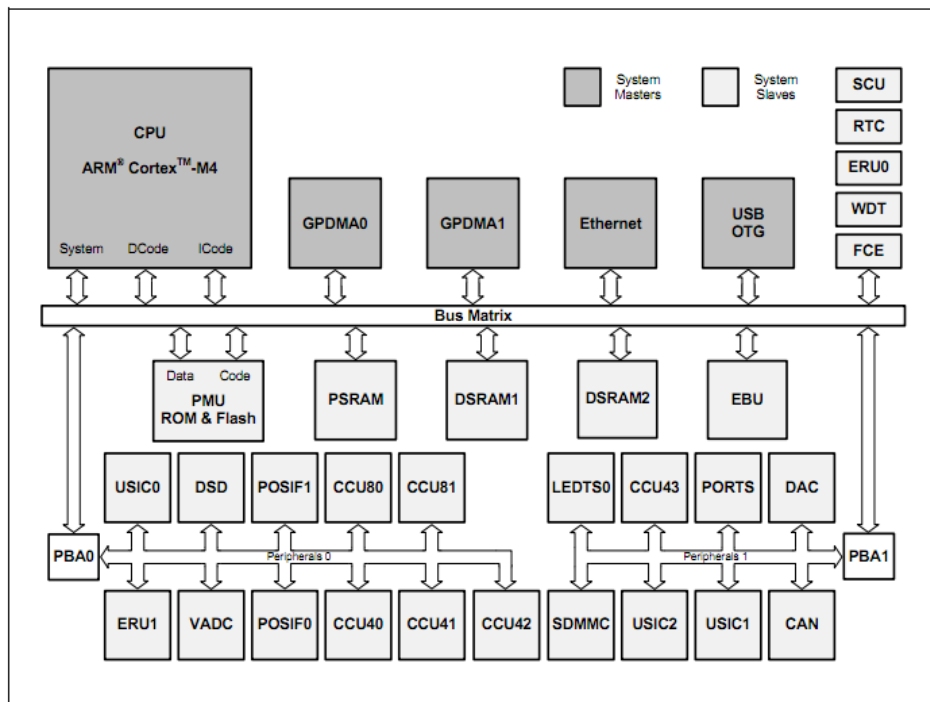 CPU
ARM® Cortex™-M4
System DCode ICode
GPDMA0
GPDMA1
Ethernet
USB
OTG
System
Masters
System
Slaves
SCU
RTC
ERU0
WDT
FCE
Bus Matrix
Data Code
PMU
ROM & Flash
PSRAM
DSRAM1
DSRAM2
EBU
USIC0
DSD
POSIF1
CCU80
CCU81
LEDTS0
CCU43
PORTS
DAC
PBA0
Peripherals 0
Peripherals 1
PBA1
ERU1
VADC
POSIF0
CCU40
CCU41
CCU42
SDMMC
USIC2
USIC1
CAN